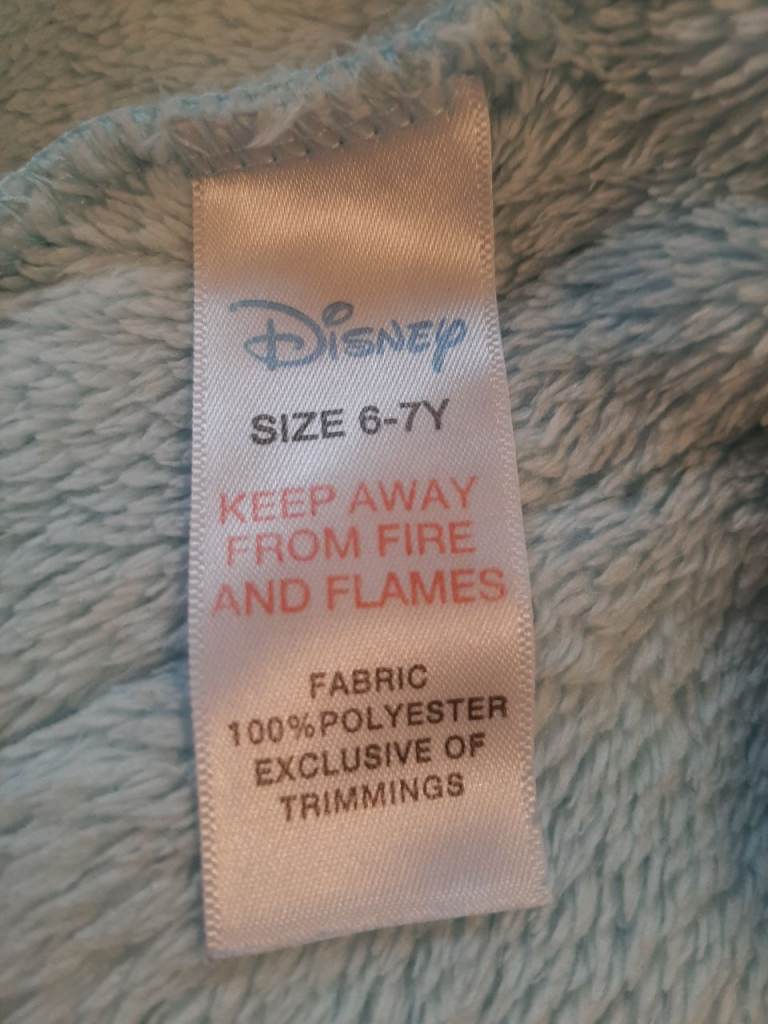 Disney
SIZE 6-7Y
KEEP AWAY
FROM FIRE
AND FLAMES
FABRIC
100%POLYESTER
EXCLUSIVE OF
TRIMMINGS